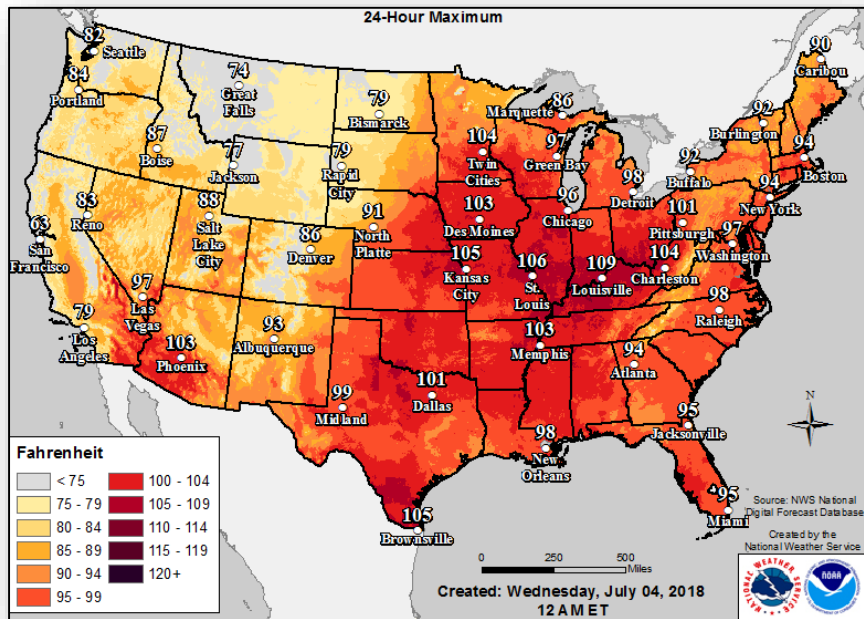 24-Hour Maximum
82
Seattle
84
Portland
74
Great
Falls
79
Bismarck
87
Boise
77
Jackson
79
Rapid
City
104
Twin
Cities
Marquette
86
97
Green Bay
90
Caribou
92
Burlington
94
Boston
92
Buffalo
94
New York
98
Detroit
96
Chicago
101
Pittsburgh
97
Washington
63
San
Francisco
83
Reno
88
Salt
Lake
City
86
Denver
91
North
Platte
103
Des Moines
105
Kansas
City
106
St.
Louis
109
Louisville
104
Charleston
98
Raleigh
97
Las
Vegas
79
Los
Angeles
103
Phoenix
93
Albuquerque
99
Midland
101
Dallas
103
Memphis
94
Atlanta
95
Jacksonville
98
New
Orleans
95
Miami
105
Brownsville
N
Fahrenheit
< 75
75 - 79
80 - 84
85 - 89
90 - 94
95 - 99
100 - 104
105 - 109
110 - 114
115 - 119
120+
0 250 500
Miles
Created: Wednesday, July 04, 2018
12 AM ET
Source: NWS National
Digital Forecast Database
Created by the
National Weather Service
NATIONAL WEATHER SERVICE
NOAA